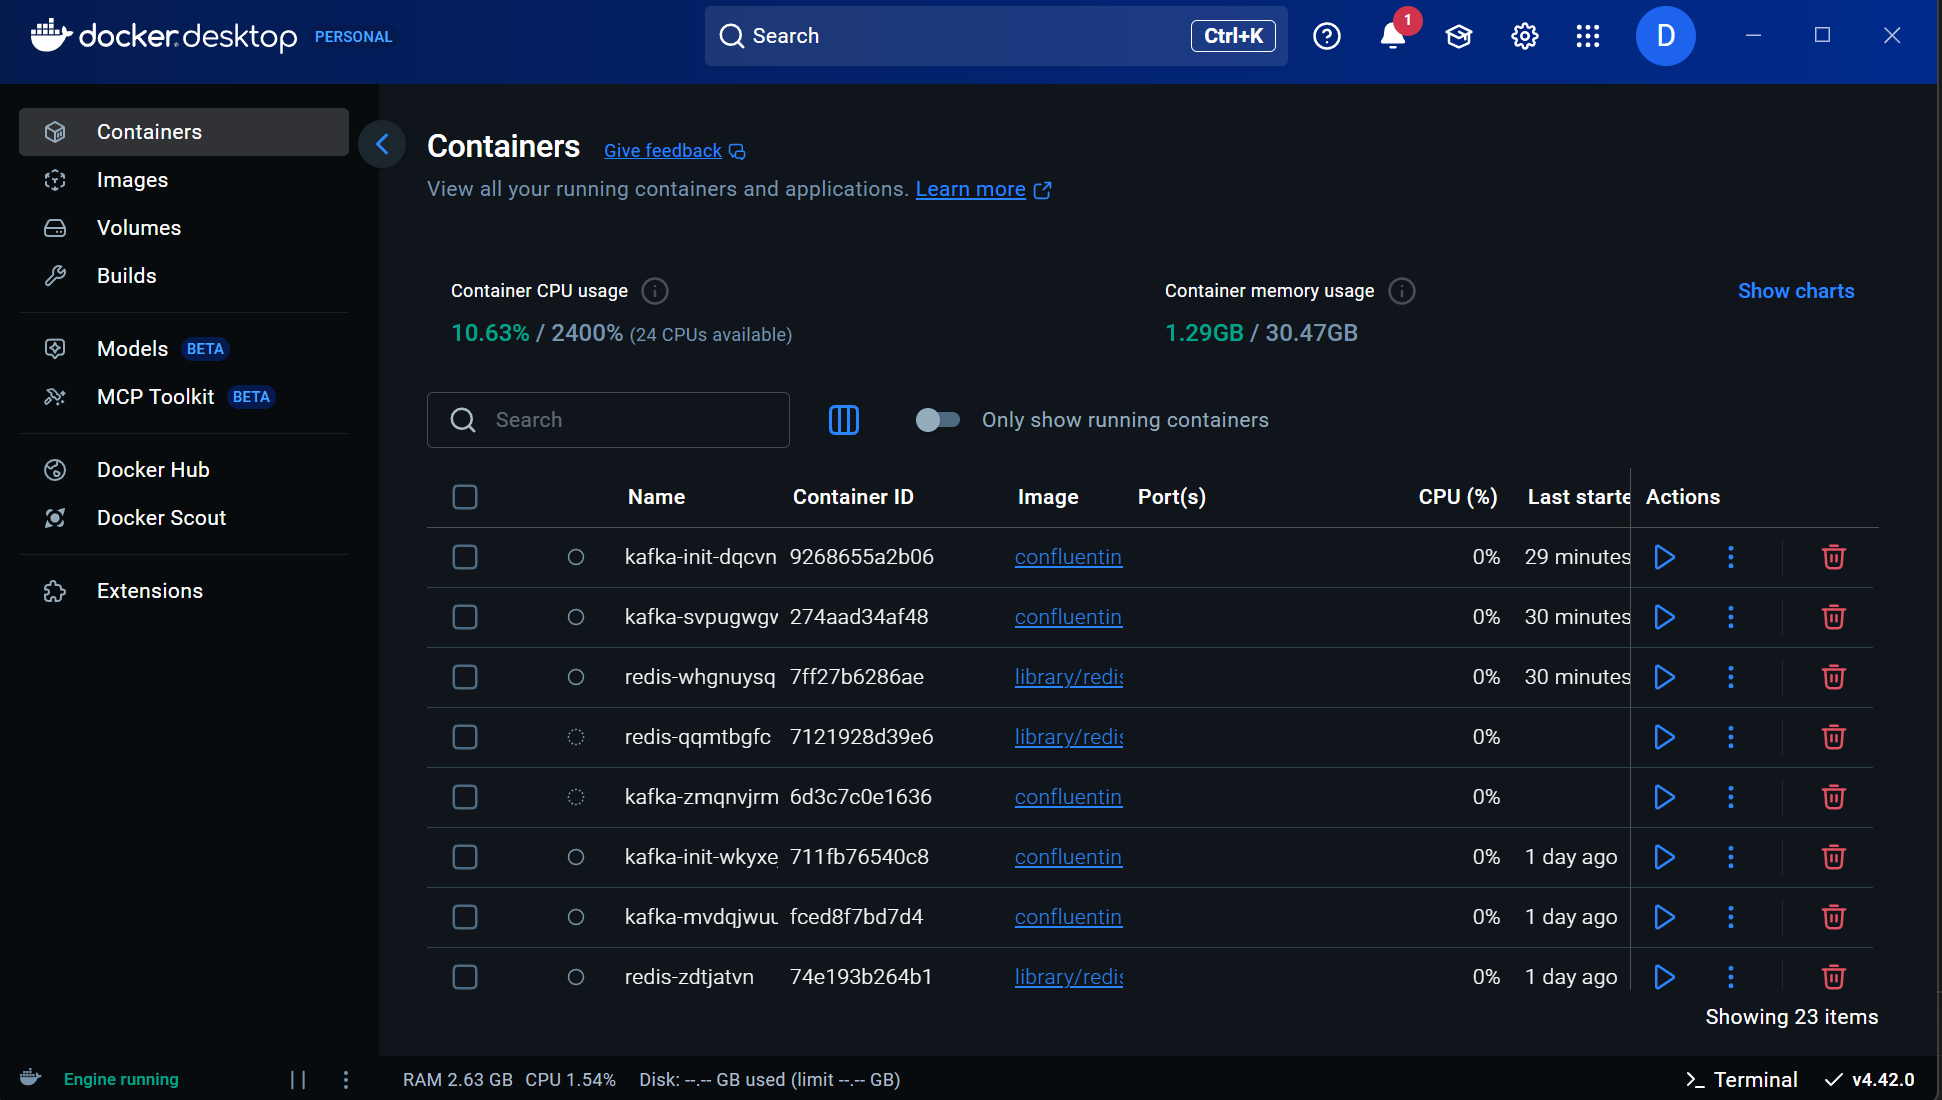 docker desktop PERSONAL
Search Ctrl+K
1
D
Containers
Images
Volumes
Builds
Models BETA
MCP Toolkit BETA
Docker Hub
Docker Scout
Extensions
Containers Give feedback
View all your running containers and applications. Learn more
Container CPU usage
10.63% / 2400% (24 CPUs available)
Container memory usage
1.29GB / 30.47GB
Show charts
Search
Only show running containers
Name Container ID Image Port(s) CPU (%) Last starte Actions
kafka-init-dqcvn 9268655a2b06 confluentin 0% 29 minutes
kafka-svpugwgv 274aad34af48 confluentin 0% 30 minutes
redis-whgnuysq 7ff27b6286ae library/redis 0% 30 minutes
redis-qqmtbgfc 7121928d39e6 library/redis 0%
kafka-zmqnvjrm 6d3c7c0e1636 confluentin 0%
kafka-init-wkyxe 711fb76540c8 confluentin 0% 1 day ago
kafka-mvdqjwuu fced8f7bd7d4 confluentin 0% 1 day ago
redis-zdtjatvn 74e193b264b1 library/redis 0% 1 day ago
Showing 23 items
Engine running
RAM 2.63 GB CPU 1.54% Disk: --.-- GB used (limit --.-- GB)
Terminal v4.42.0